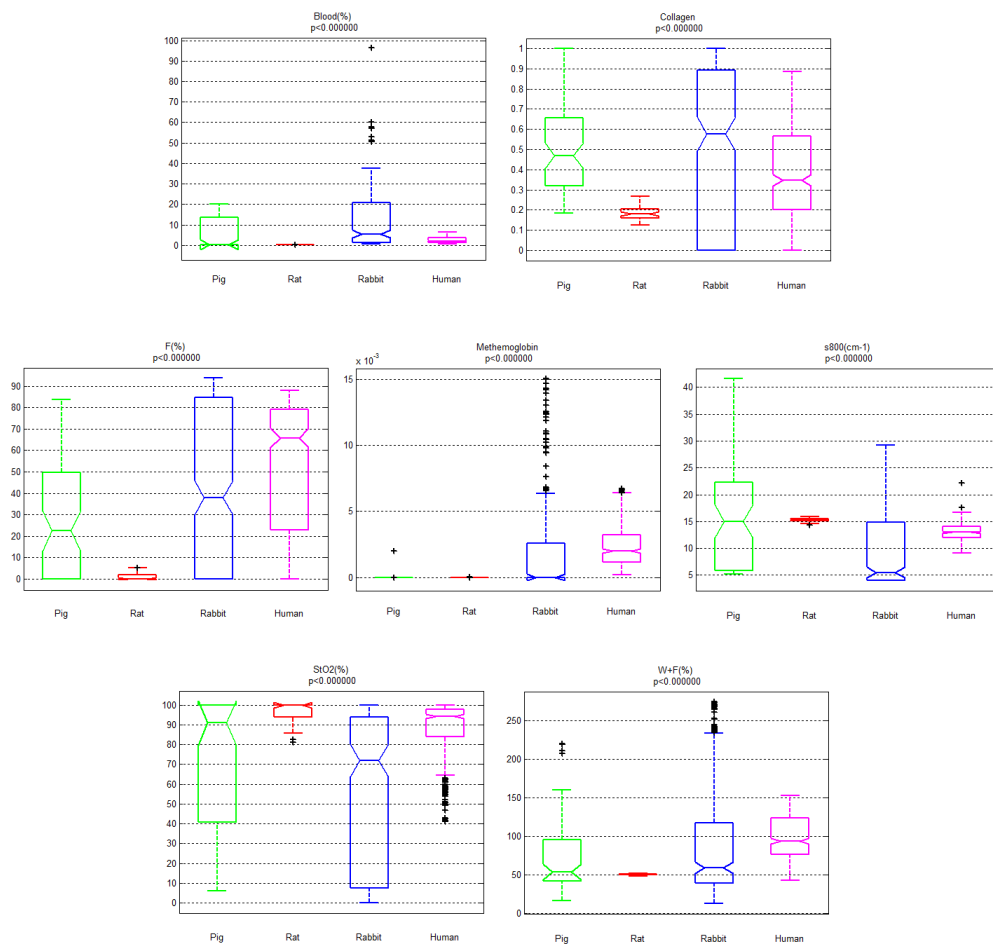 Blood(%)
p<0.000000
100
90
80
70
60
50
40
30
20
10
0
Pig Rat Rabbit Human
Collagen
p<0.000000
1
0.9
0.8
0.7
0.6
0.5
0.4
0.3
0.2
0.1
0
Pig Rat Rabbit Human
F(%)
p<0.000000
90
80
70
60
50
40
30
20
10
0
Pig Rat Rabbit Human
Methemoglobin
p<0.000000
x 10⁻³
15
10
5
0
Pig Rat Rabbit Human
s800(cm-1)
p<0.000000
40
35
30
25
20
15
10
5
Pig Rat Rabbit Human
StO2(%)
p<0.000000
100
90
80
70
60
50
40
30
20
10
0
Pig Rat Rabbit Human
W+F(%)
p<0.000000
250
200
150
100
50
0
Pig Rat Rabbit Human